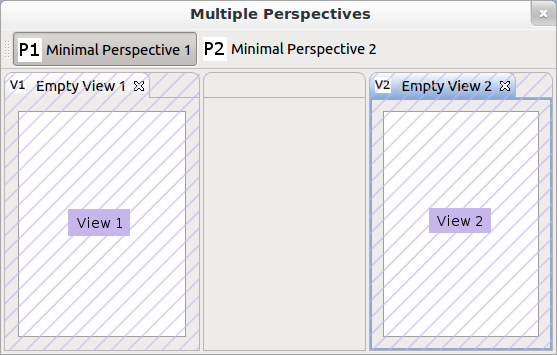 Multiple Perspectives
P1 Minimal Perspective 1 P2 Minimal Perspective 2
V1 Empty View 1 V2 Empty View 2
View 1 View 2